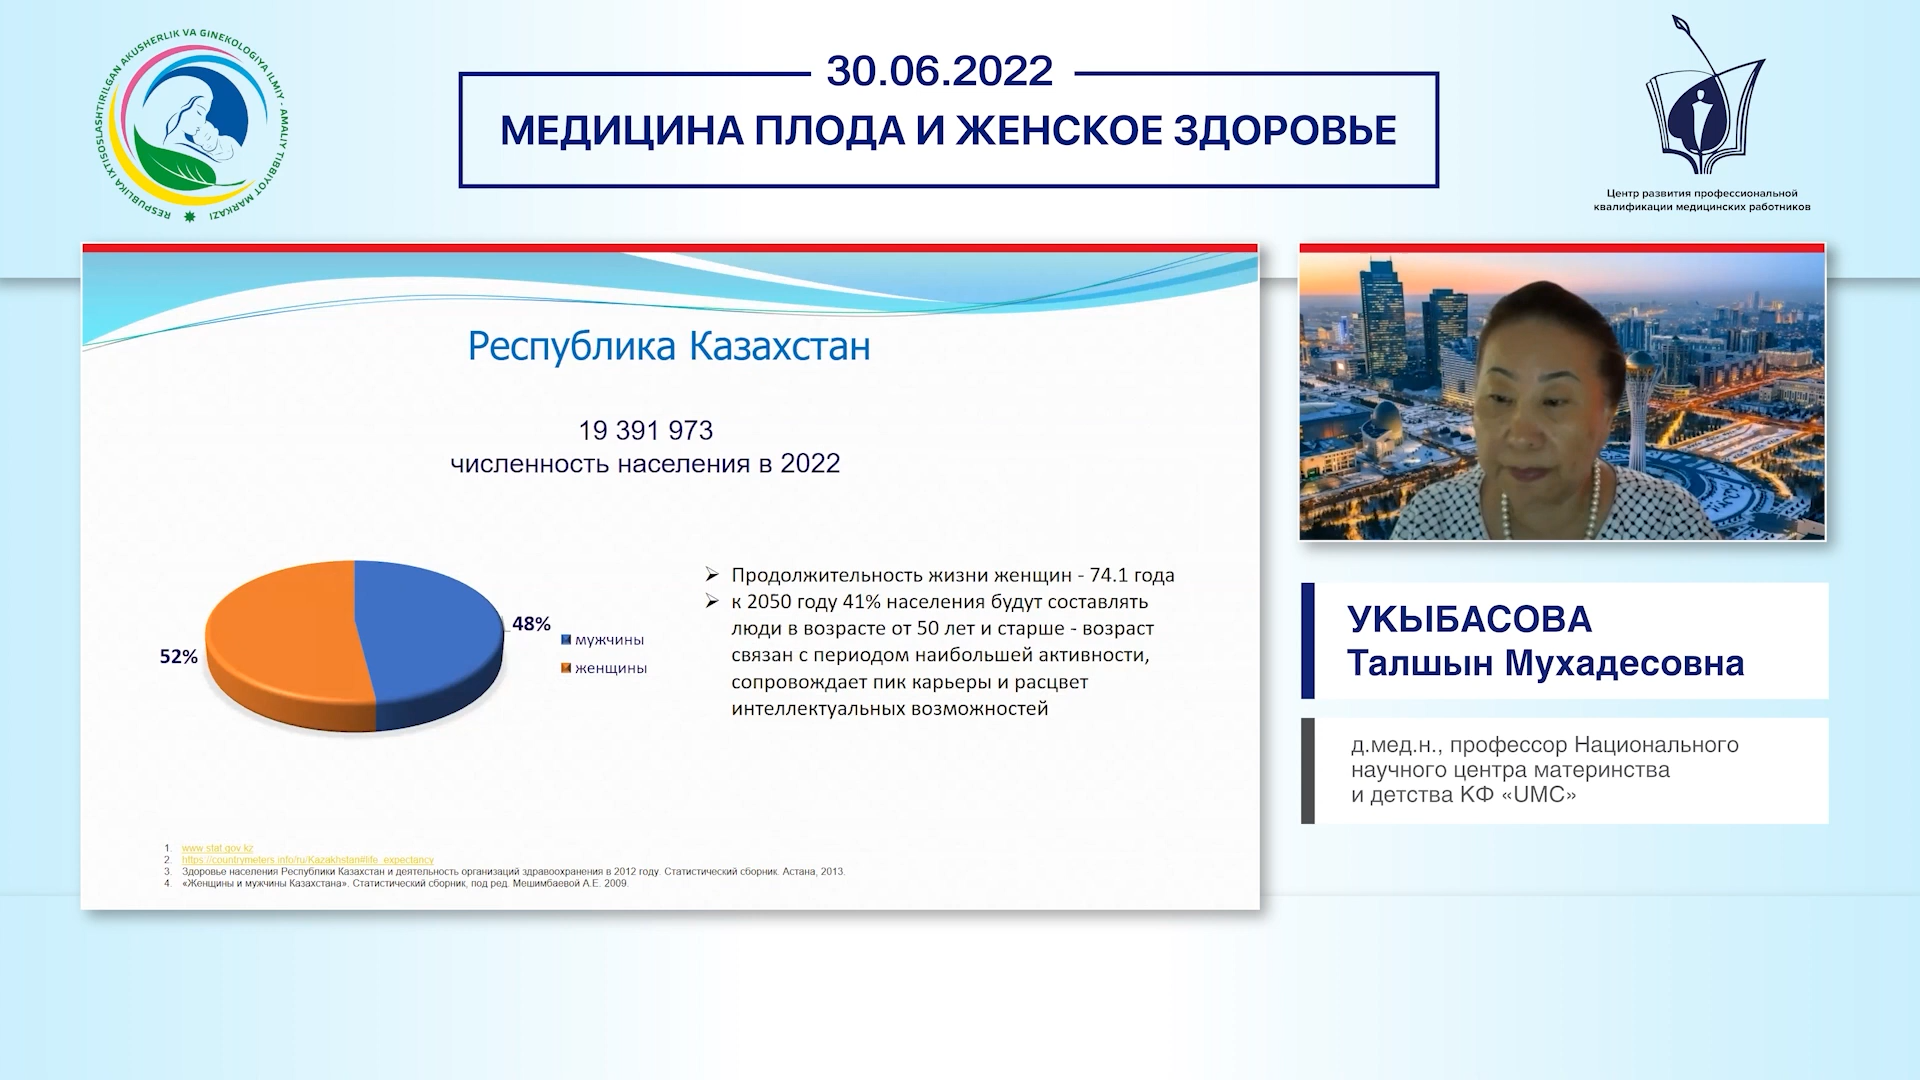 RESPUBLIKA IXTISOSLASHTIRILGAN AKUSHERLIK VA GINEKOLOGIYA ILMIY - AMALIY TIBBIYOT MARKAZI
30.06.2022
МЕДИЦИНА ПЛОДА И ЖЕНСКОЕ ЗДОРОВЬЕ
Центр развития профессиональной
квалификации медицинских работников
Республика Казахстан
19 391 973
численность населения в 2022
48%
52%
мужчины
женщины
Продолжительность жизни женщин - 74.1 года
к 2050 году 41% населения будут составлять
люди в возрасте от 50 лет и старше - возраст
связан с периодом наибольшей активности,
сопровождает пик карьеры и расцвет
интеллектуальных возможностей
1. www.stat.gov.kz
2. https://countrymeters.info/ru/Kazakhstan#life_expectancy
3. Здоровье населения Республики Казахстан и деятельность организаций здравоохранения в 2012 году. Статистический сборник. Астана, 2013.
4. «Женщины и мужчины Казахстана». Статистический сборник, под ред. Мешимбаевой А.Е. 2009.
УКЫБАСОВА
Талшын Мухадесовна
д.мед.н., профессор Национального
научного центра материнства
и детства КФ «UMC»